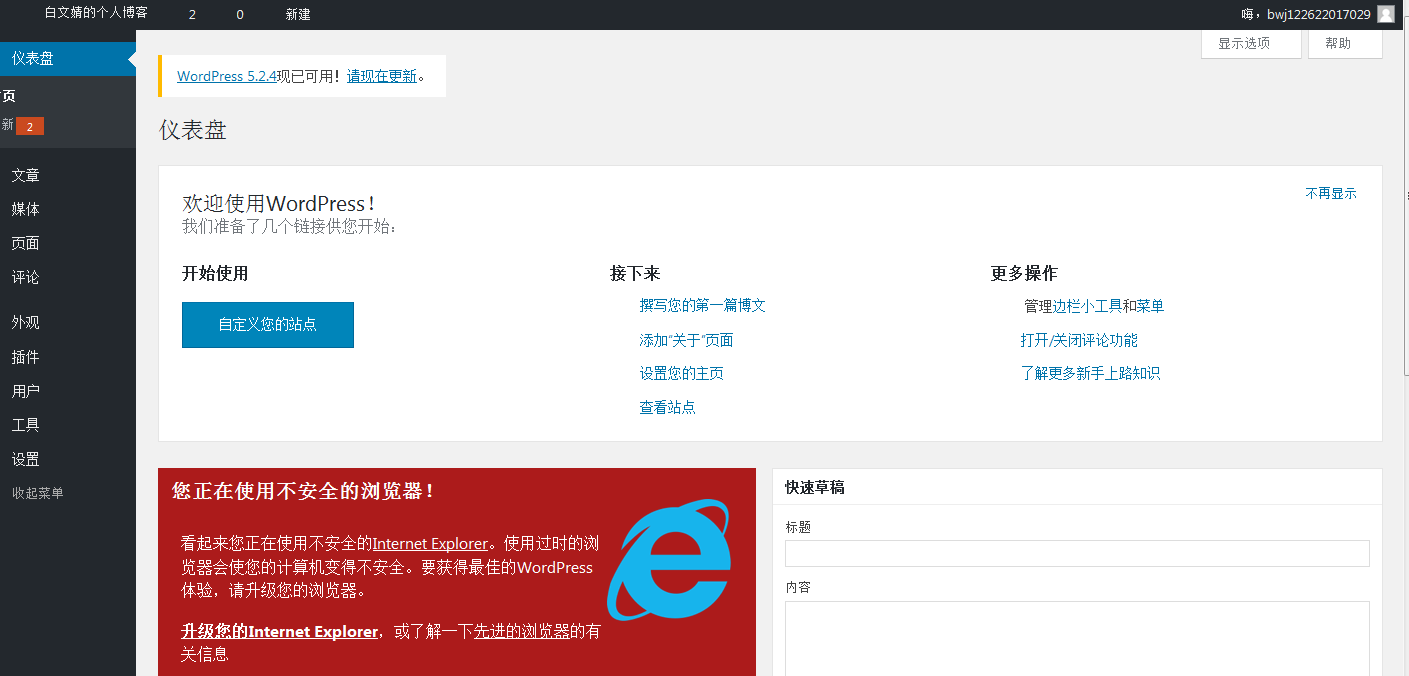 白文婧的个人博客 2 0 新建 嗨，bwj122622017029
显示选项 帮助
仪表盘
页
新 2
文章
媒体
页面
评论
外观
插件
用户
工具
设置
收起菜单
WordPress 5.2.4现已可用！请现在更新。
仪表盘
欢迎使用WordPress！
不再显示
我们准备了几个链接供您开始：
开始使用
自定义您的站点
接下来
撰写您的第一篇博文
添加“关于”页面
设置您的主页
查看站点
更多操作
管理边栏小工具和菜单
打开/关闭评论功能
了解更多新手上路知识
您正在使用不安全的浏览器！
看起来您正在使用不安全的Internet Explorer。使用过时的浏
览器会使您的计算机变得不安全。要获得最佳的WordPress
体验，请升级您的浏览器。
升级您的Internet Explorer，或了解一下先进的浏览器的有
关信息
快速草稿
标题
内容